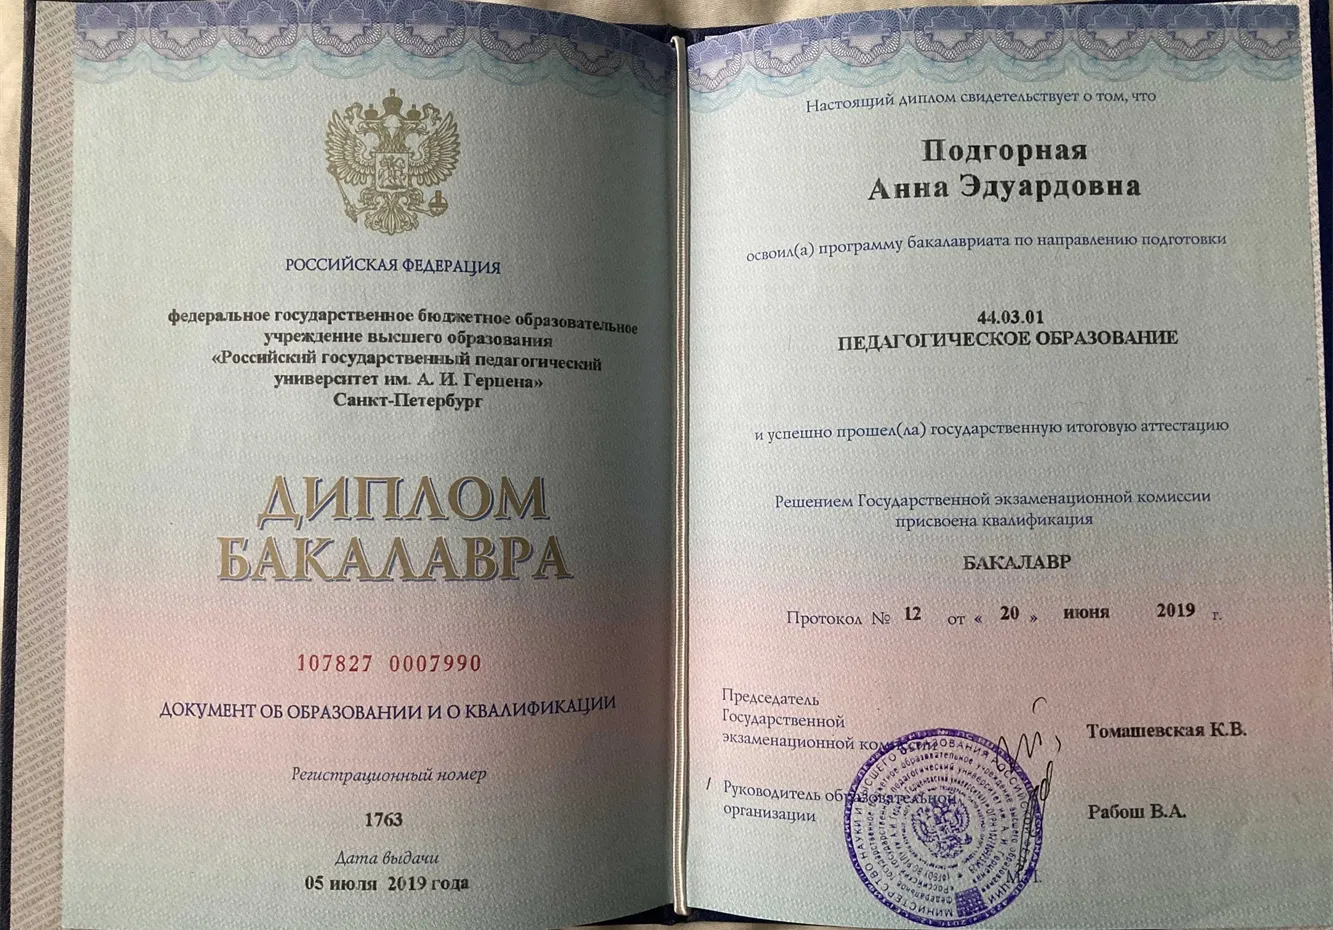 РОССИЙСКАЯ ФЕДЕРАЦИЯ
федеральное государственное бюджетное образовательное
учреждение высшего образования
«Российский государственный педагогический
университет им. А. И. Герцена»
Санкт-Петербург
ДИПЛОМ
БАКАЛАВРА
107827 0007990
ДОКУМЕНТ ОБ ОБРАЗОВАНИИ И О КВАЛИФИКАЦИИ
Регистрационный номер
1763
Дата выдачи
05 июля 2019 года
Настоящий диплом свидетельствует о том, что
Подгорная
Анна Эдуардовна
освоил(а) программу бакалавриата по направлению подготовки
44.03.01
ПЕДАГОГИЧЕСКОЕ ОБРАЗОВАНИЕ
и успешно прошел(ла) государственную итоговую аттестацию
Решением Государственной экзаменационной комиссии
присвоена квалификация
БАКАЛАВР
Протокол № 12 от « 20 » июня 2019 г.
Председатель
Государственной
экзаменационной комиссии
Томашевская К.В.
/ Руководитель образовательной
организации
Рабош В.А.
М.П.